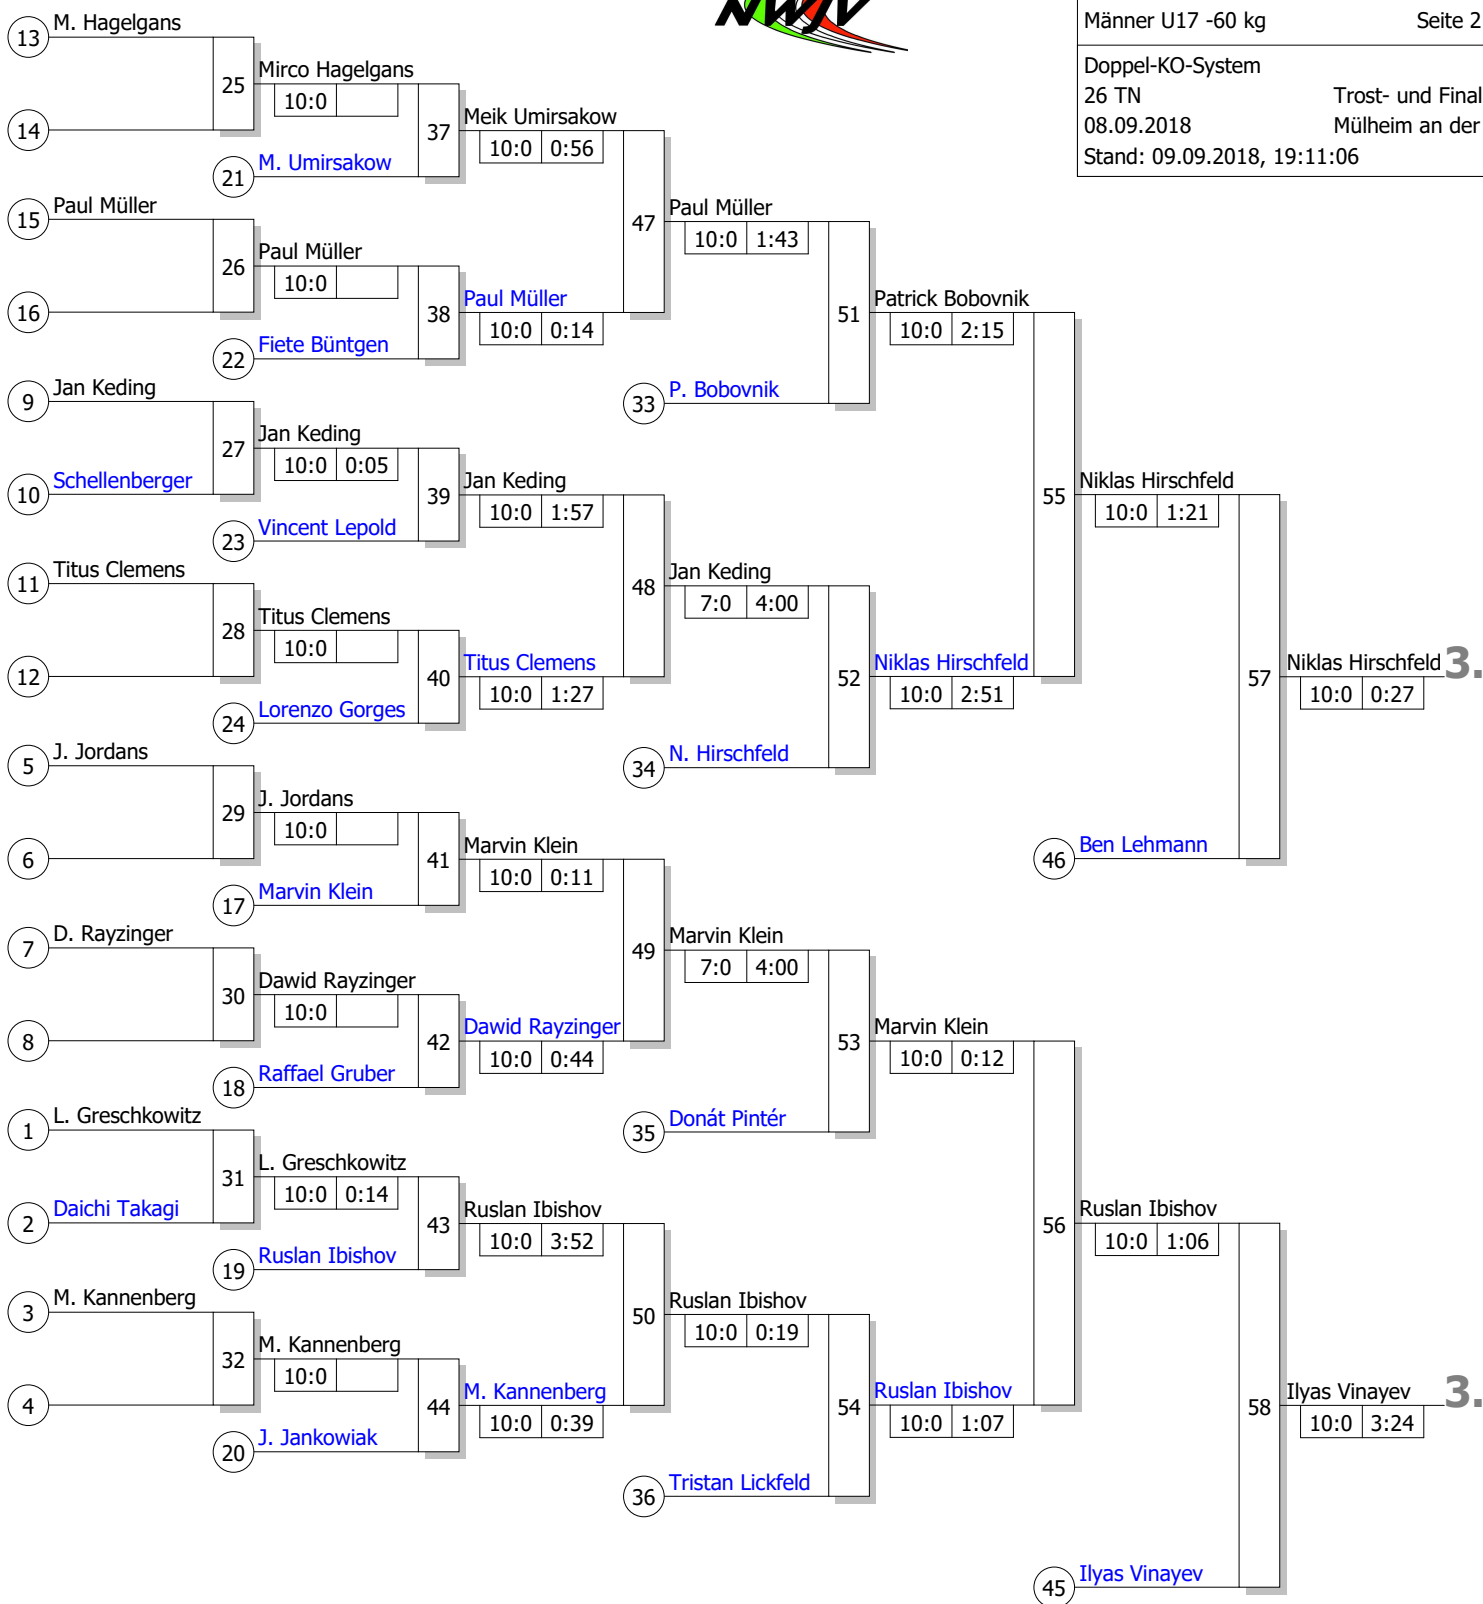 NWJV
Männer U17 -60 kg Seite 2
Doppel-KO-System
26 TN Trost- und Final
08.09.2018 Mülheim an der
Stand: 09.09.2018, 19:11:06
13 M. Hagelgans
25 Mirco Hagelgans
10:0
14
37 Meik Umirsakow
10:0 0:56
21 M. Umirsakow
15 Paul Müller
47 Paul Müller
10:0 1:43
26 Paul Müller
10:0
16
38 Paul Müller
10:0 0:14
22 Fiete Büntgen
51 Patrick Bobovnik
10:0 2:15
33 P. Bobovnik
9 Jan Keding
27 Jan Keding
10:0 0:05
10 Schellenberger
39 Jan Keding
10:0 1:57
23 Vincent Lepold
55 Niklas Hirschfeld
10:0 1:21
11 Titus Clemens
48 Jan Keding
7:0 4:00
28 Titus Clemens
10:0
12
40 Titus Clemens
10:0 1:27
24 Lorenzo Gorges
52 Niklas Hirschfeld
10:0 2:51
34 N. Hirschfeld
57 Niklas Hirschfeld 3.
10:0 0:27
46 Ben Lehmann
5 J. Jordans
29 J. Jordans
10:0
6
41 Marvin Klein
10:0 0:11
17 Marvin Klein
7 D. Rayzinger
49 Marvin Klein
7:0 4:00
30 Dawid Rayzinger
10:0
8
42 Dawid Rayzinger
10:0 0:44
18 Raffael Gruber
53 Marvin Klein
10:0 0:12
35 Donát Pintér
1 L. Greschkowitz
31 L. Greschkowitz
10:0 0:14
2 Daichi Takagi
43 Ruslan Ibishov
10:0 3:52
19 Ruslan Ibishov
56 Ruslan Ibishov
10:0 1:06
3 M. Kannenberg
50 Ruslan Ibishov
10:0 0:19
32 M. Kannenberg
10:0
4
44 M. Kannenberg
10:0 0:39
20 J. Jankowiak
54 Ruslan Ibishov
10:0 1:07
36 Tristan Lickfeld
58 Ilyas Vinayev 3.
10:0 3:24
45 Ilyas Vinayev